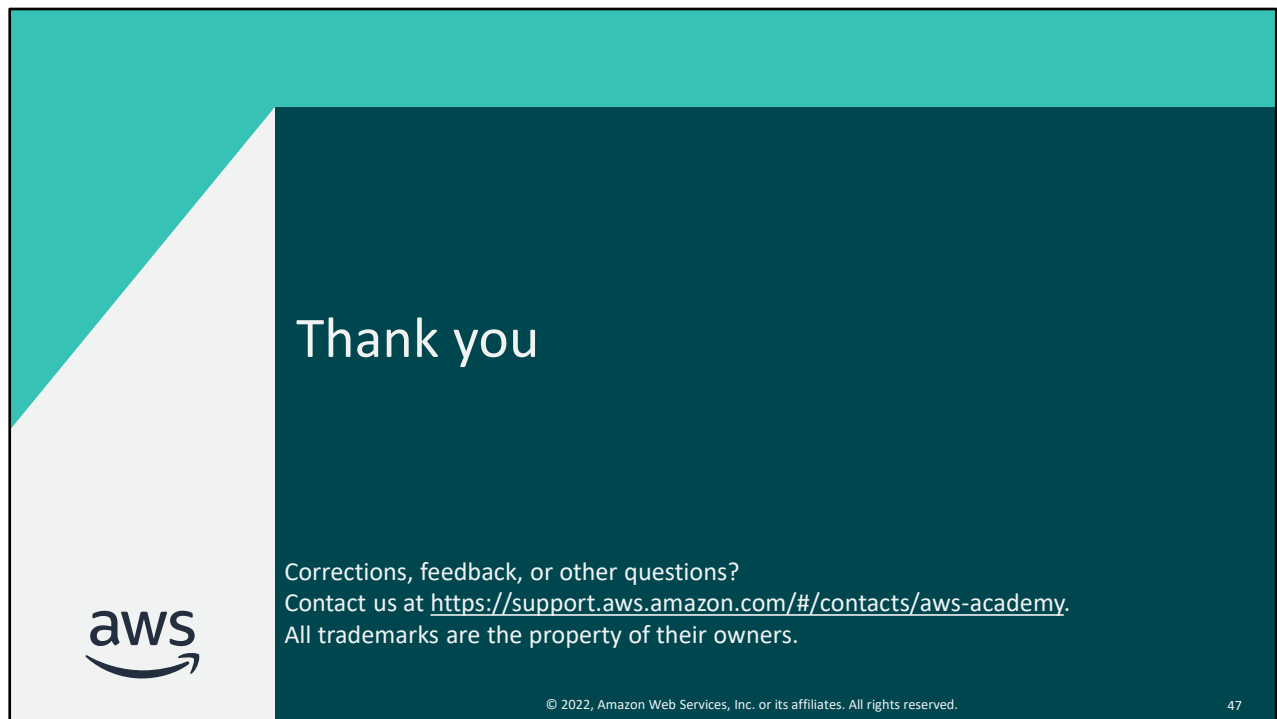 Thank you
Corrections, feedback, or other questions?
Contact us at https://support.aws.amazon.com/#/contacts/aws-academy.
All trademarks are the property of their owners.
aws
© 2022, Amazon Web Services, Inc. or its affiliates. All rights reserved.
47